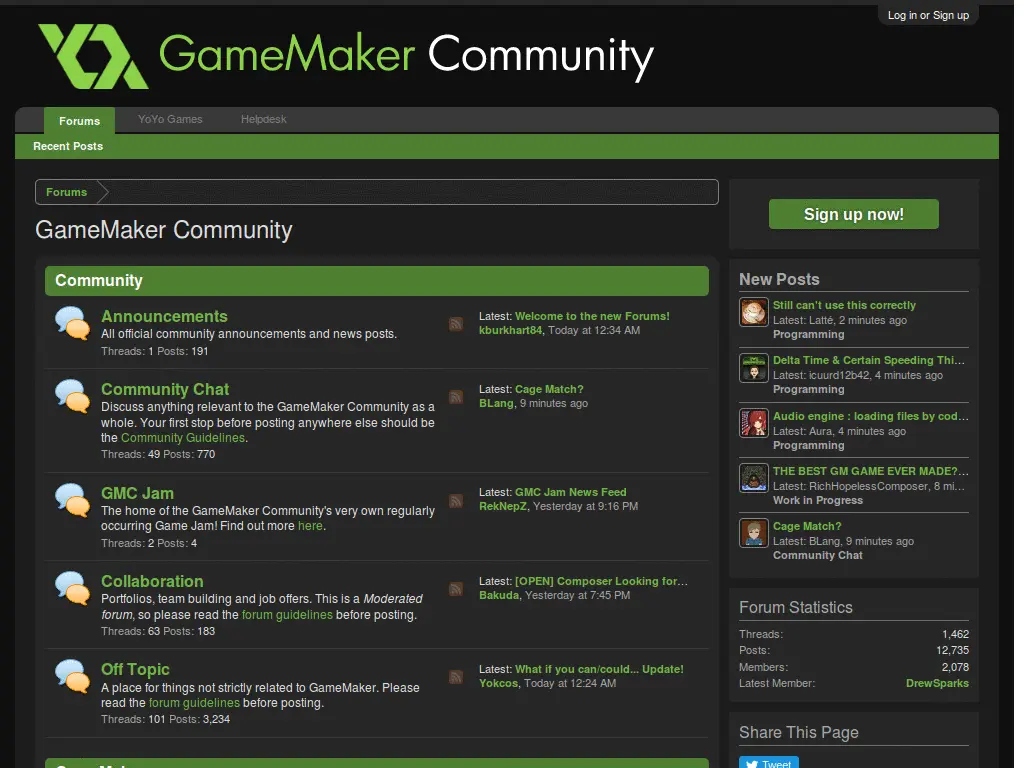 Log in or Sign up
GameMaker Community
Forums
YoYo Games
Helpdesk
Recent Posts
Forums
GameMaker Community
Community
Announcements
All official community announcements and news posts.
Threads: 1 Posts: 191
Latest: Welcome to the new Forums!
kburkhart84, Today at 12:34 AM
Community Chat
Discuss anything relevant to the GameMaker Community as a
whole. Your first stop before posting anywhere else should be
the Community Guidelines.
Threads: 49 Posts: 770
Latest: Cage Match?
BLang, 9 minutes ago
GMC Jam
The home of the GameMaker Community's very own regularly
occurring Game Jam! Find out more here.
Threads: 2 Posts: 4
Latest: GMC Jam News Feed
RekNepZ, Yesterday at 9:16 PM
Collaboration
Portfolios, team building and job offers. This is a Moderated
forum, so please read the forum guidelines before posting.
Threads: 63 Posts: 183
Latest: [OPEN] Composer Looking for...
Bakuda, Yesterday at 7:45 PM
Off Topic
A place for things not strictly related to GameMaker. Please
read the forum guidelines before posting.
Threads: 101 Posts: 3,234
Latest: What if you can/could... Update!
Yokcos, Today at 12:24 AM
Sign up now!
New Posts
Still can't use this correctly
Latest: Latté, 2 minutes ago
Programming
Delta Time & Certain Speeding Thi...
Latest: icuurd12b42, 4 minutes ago
Programming
Audio engine : loading files by cod...
Latest: Aura, 4 minutes ago
Programming
THE BEST GM GAME EVER MADE?...
Latest: RichHopelessComposer, 8 mi...
Work in Progress
Cage Match?
Latest: BLang, 9 minutes ago
Community Chat
Forum Statistics
Threads: 1,462
Posts: 12,735
Members: 2,078
Latest Member: DrewSparks
Share This Page
Tweet